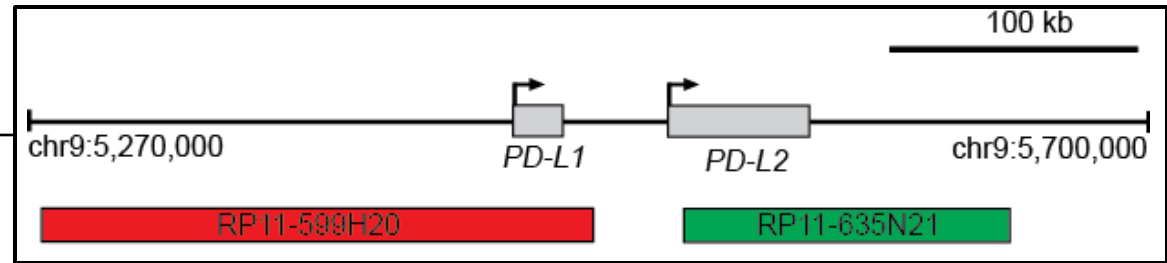 100 kb
chr9:5,270,000
PD-L1
PD-L2
chr9:5,700,000
RP11-599H20
RP11-635N21